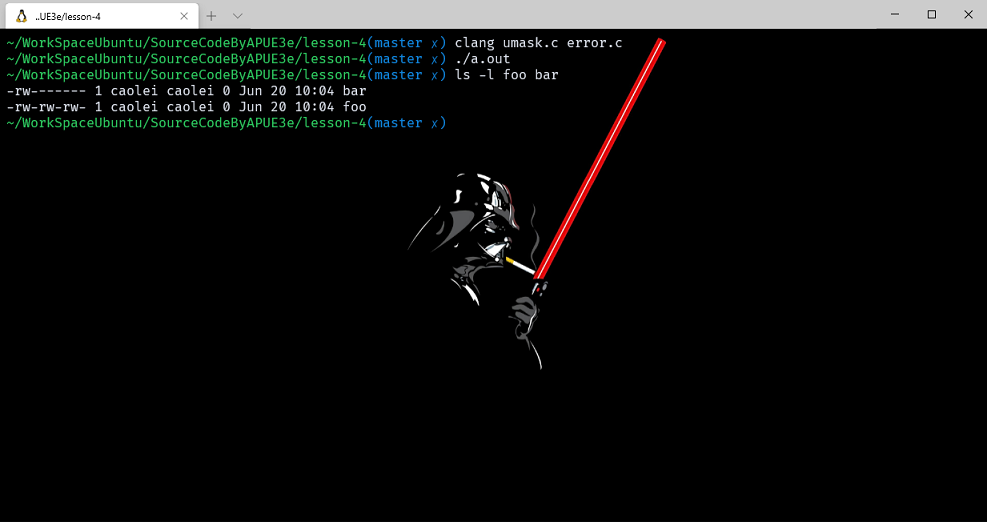 ..UE3e/lesson-4
~/WorkSpaceUbuntu/SourceCodeByAPUE3e/lesson-4(master x) clang umask.c error.c
~/WorkSpaceUbuntu/SourceCodeByAPUE3e/lesson-4(master x) ./a.out
~/WorkSpaceUbuntu/SourceCodeByAPUE3e/lesson-4(master x) ls -l foo bar
-rw------- 1 caolei caolei 0 Jun 20 10:04 bar
-rw-rw-rw- 1 caolei caolei 0 Jun 20 10:04 foo
~/WorkSpaceUbuntu/SourceCodeByAPUE3e/lesson-4(master x)